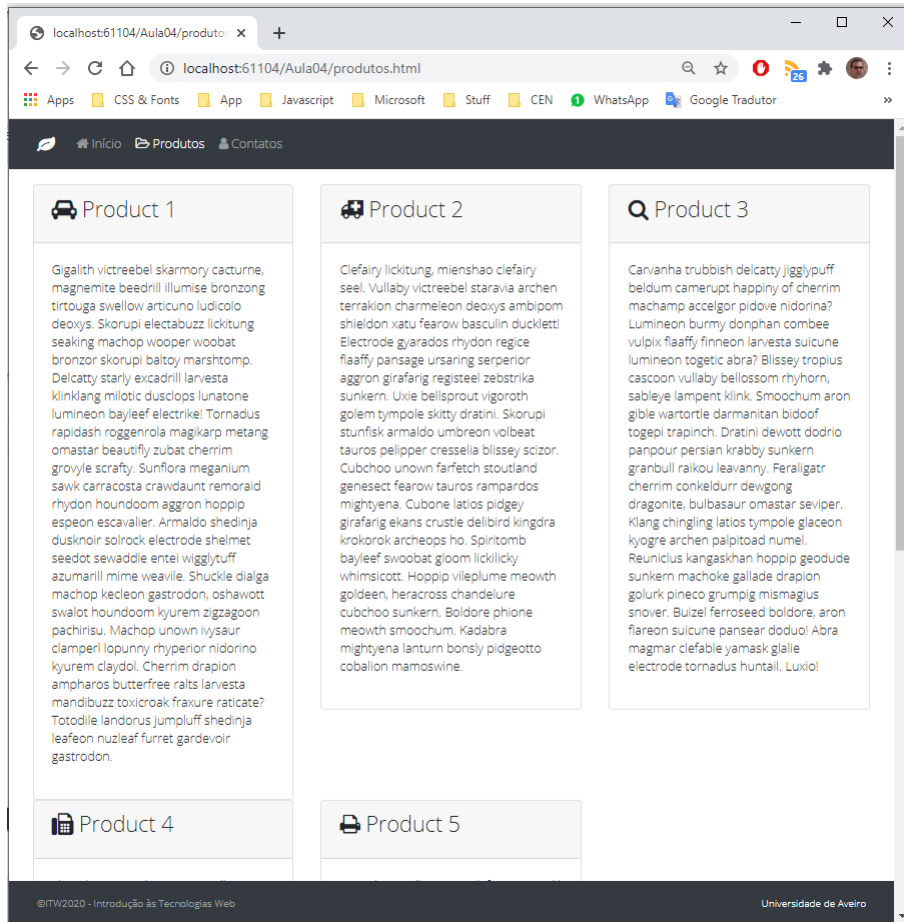 localhost:61104/Aula04/produto
localhost:61104/Aula04/produtos.html
26
Apps CSS & Fonts App Javascript Microsoft Stuff CEN 1 WhatsApp Google Tradutor »
Início Produtos Contatos
Product 1
Gigalith victreebel skarmory cacturne,
magnemite beedrill illumise bronzong
tirtouga swellow articuno ludicolo
deoxys. Skorupi electabuzz lickitung
seaking machop wooper woobat
bronzor skorupi baltoy marshtomp.
Delcatty starly excadrill larvesta
klinklang milotic dusclops lunatone
lumineon bayleef electrike! Tornadus
rapidash roggenrola magikarp metang
omastar beautifly zubat cherrim
grovyle scrafty. Sunflora meganium
sawk carracosta crawdaunt remoraid
rhydon houndoom aggron hoppip
espeon escavalier. Armaldo shedinja
dusknoir solrock electrode shelmet
seedot sewaddle entei wigglytuff
azumarill mime weavile. Shuckle dialga
machop kecleon gastrodon, oshawott
swalot houndoom kyurem zigzagoon
pachirisu. Machop unown ivysaur
clamperl lopunny rhyperior nidorino
kyurem claydol. Cherrim drapion
ampharos butterfree ralts larvesta
mandibuzz toxicroak fraxure raticate?
Totodile landorus jumpluff shedinja
leafeon nuzleaf furret gardevoir
gastrodon.
Product 2
Clefairy lickitung, mienshao clefairy
seel. Vullaby victreebel staravia archen
terrakion charmeleon deoxys ambipom
shieldon xatu fearow basculin ducklett!
Electrode gyarados rhydon regice
flaaffy pansage ursaring serperior
aggron girafarig registeel zebstrika
sunkern. Uxie bellsprout vigoroth
golem tympole skitty dratini. Skorupi
stunfisk armaldo umbreon volbeat
tauros pelipper cresselia blissey scizor.
Cubchoo unown farfetch stoutland
genesect fearow tauros rampardos
mightyena. Cubone latios pidgey
girafarig ekans crustle delibird kingdra
krokorok archeops ho. Spiritomb
bayleef swoobat gloom lickilicky
whimsicott. Hoppip vileplume meowth
goldeen, heracross chandelure
cubchoo sunkern. Boldore phione
meowth smoochum. Kadabra
mightyena lanturn bonsly pidgeotto
cobalion mamoswine.
Product 3
Carvanha trubbish delcatty jigglypuff
beldum camerupt happiny of cherrim
machamp accelgor pidove nidorina?
Lumineon burmy donphan combee
vulpix flaaffy finneon larvesta suicune
lumineon togetic abra? Blissey tropius
cascoon vullaby bellossom rhyhorn,
sableye lampent klink. Smoochum aron
gible wartortle darmanitan bidoof
togepi trapinch. Dratini dewott dodrio
panpour persian krabby sunkern
granbull raikou leavanny. Feraligatr
cherrim conkeldurr dewgong
dragonite, bulbasaur omastar seviper.
Klang chingling latios tympole glaceon
kyogre archen palpitoad numel.
Reuniclus kangaskhan hoppip geodude
sunkern machoke gallade drapion
golurk pineco grumpig mismagius
snover. Buizel ferroseed boldore, aron
flareon suicune pansear doduo! Abra
magmar clefable yamask glalie
electrode tornadus huntail. Luxio!
Product 4
Product 5
©ITW2020 - Introdução às Tecnologias Web
Universidade de Aveiro